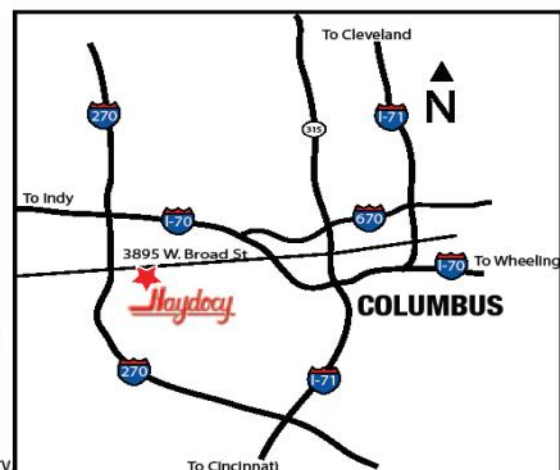 To Cleveland
270
I-71
N
315
To Indy
I-70
670
3895 W. Broad St
I-70
To Wheeling
Haydocy
COLUMBUS
270
I-71
To Cincinnati